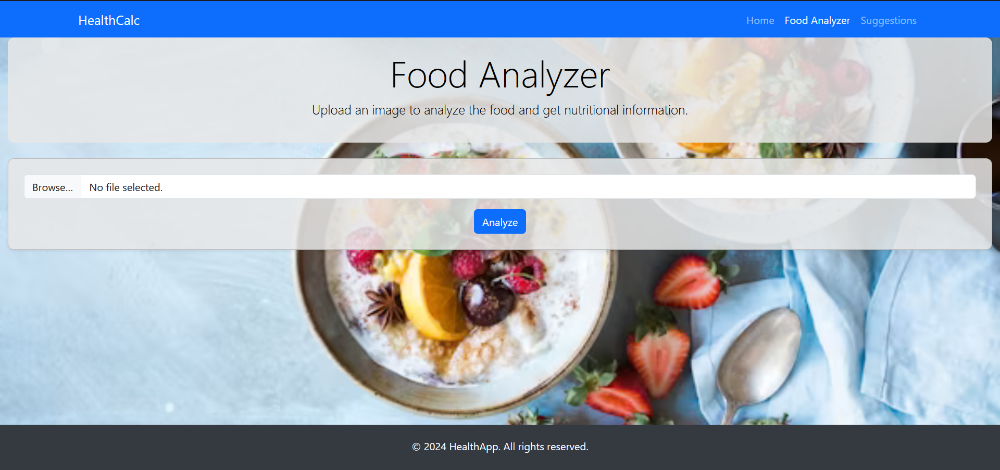 HealthCalc
Home Food Analyzer Suggestions
Food Analyzer
Upload an image to analyze the food and get nutritional information.
Browse... No file selected.
Analyze
© 2024 HealthApp. All rights reserved.